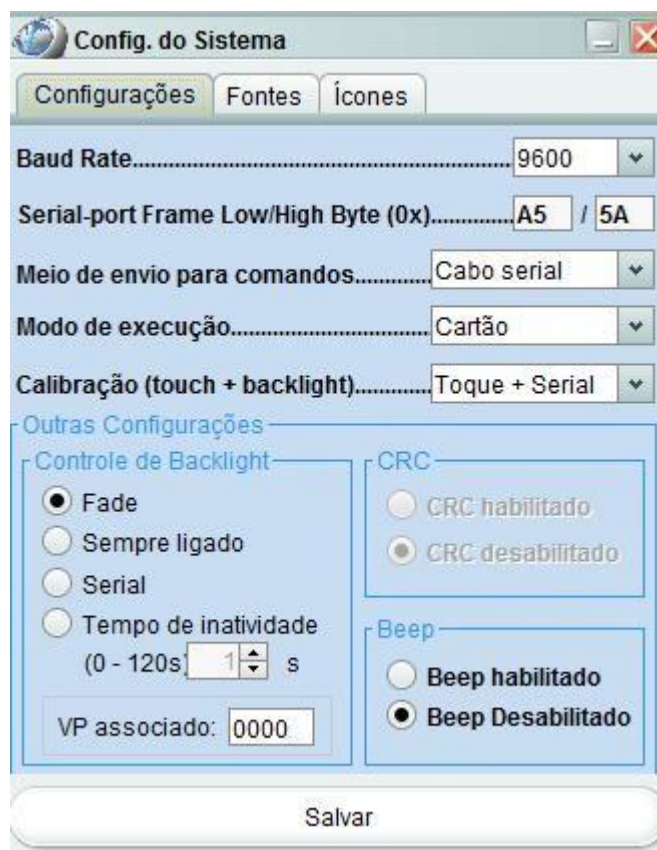 Config. do Sistema
Configurações Fontes Ícones
Baud Rate.......................................................... 9600
Serial-port Frame Low/High Byte (0x)..............A5 / 5A
Meio de envio para comandos.............Cabo serial
Modo de execução..................................Cartão
Calibração (touch + backlight).............Toque + Serial
Outras Configurações
Controle de Backlight
Fade
Sempre ligado
Serial
Tempo de inatividade
(0 - 120s) 1 s
VP associado: 0000
CRC
CRC habilitado
CRC desabilitado
Beep
Beep habilitado
Beep Desabilitado
Salvar